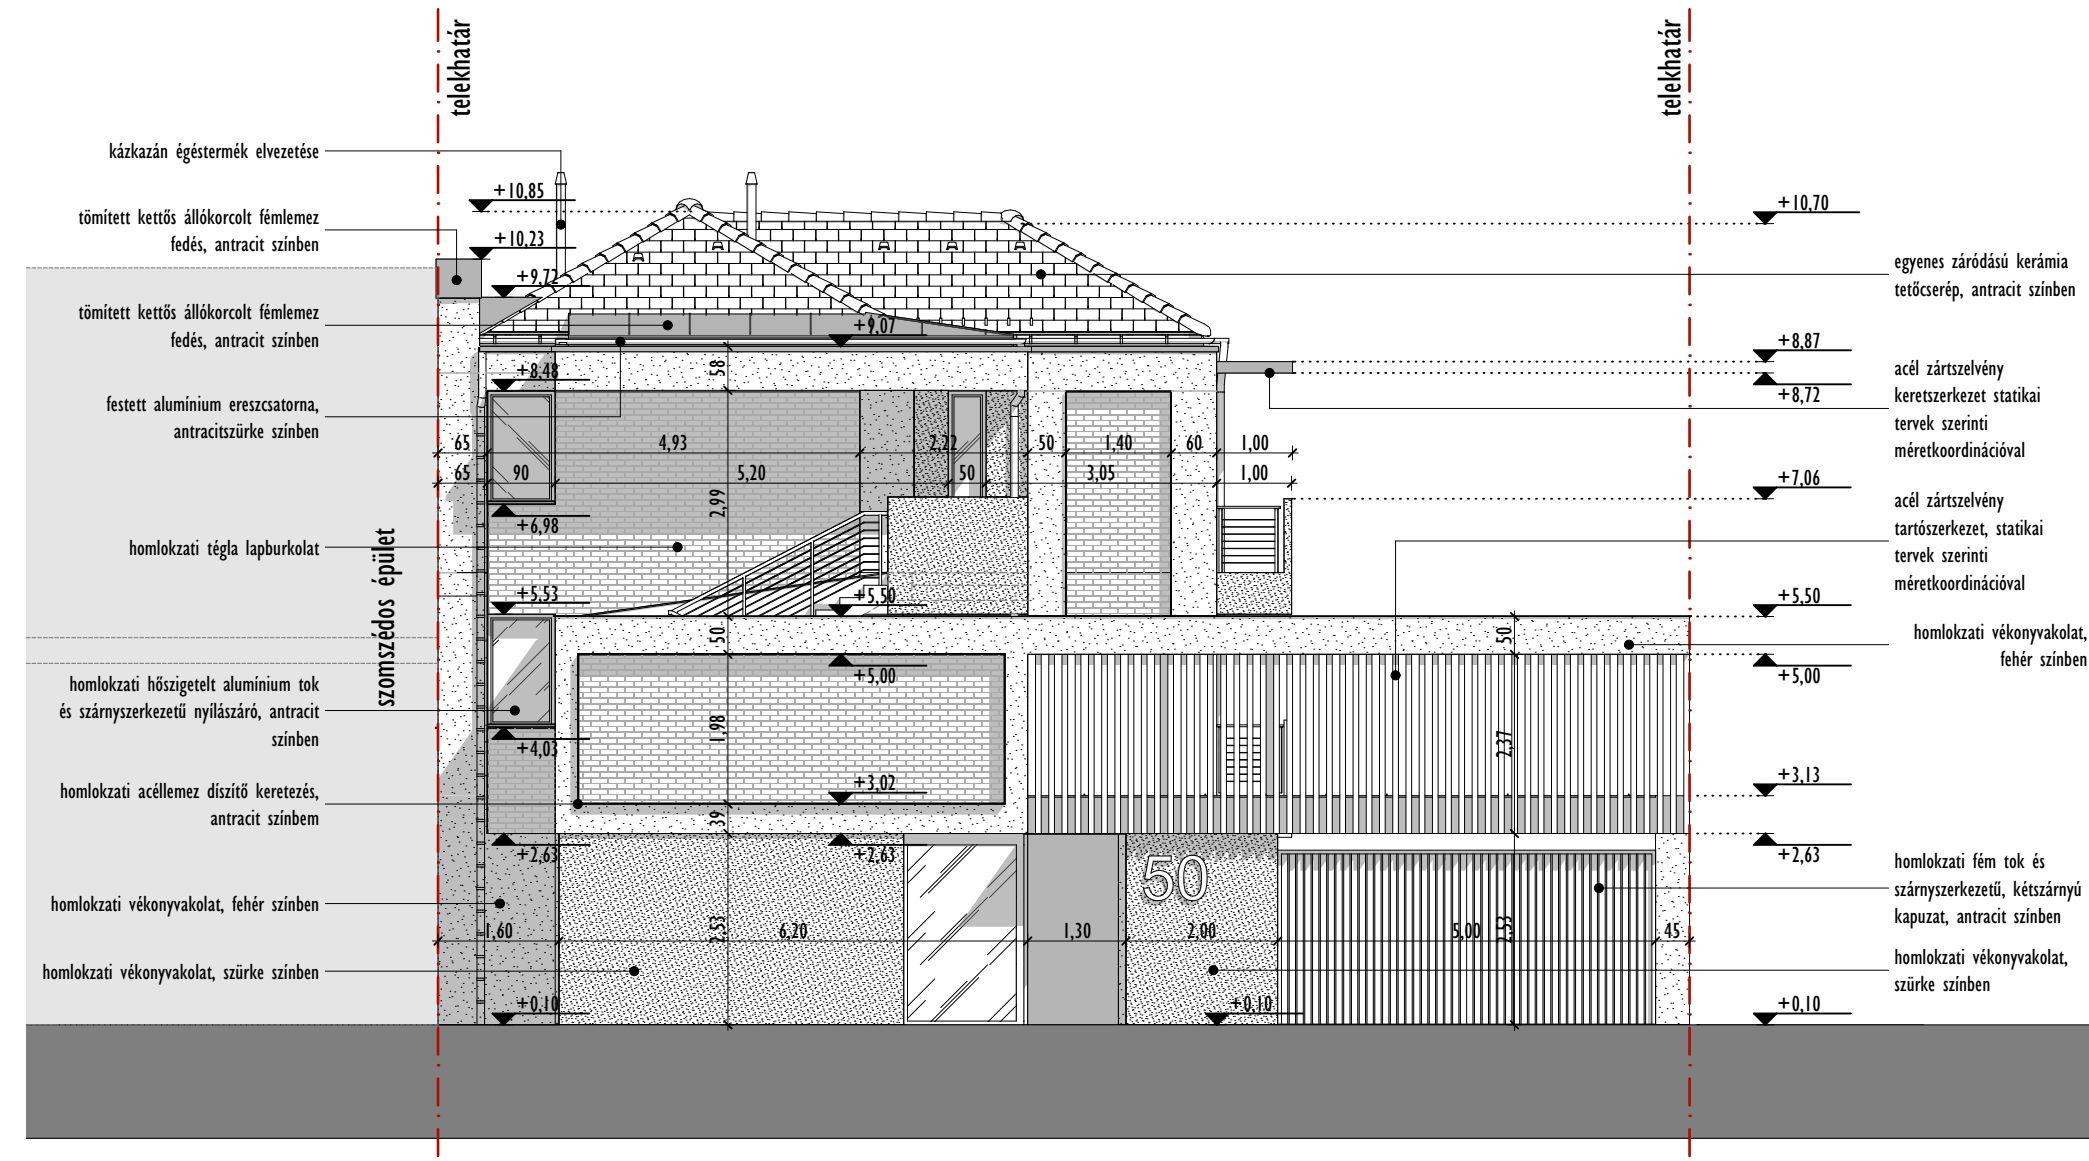 telekhatár
telekhatár
kázkazán égéstermék elvezetése
tömített kettős állókorcolt fémlemez
fedés, antracit színben
tömített kettős állókorcolt fémlemez
fedés, antracit színben
festett alumínium ereszcsatorna,
antracitszürke színben
homlokzati tégla lapburkolat
szomszédos épület
homlokzati hőszigetelt alumínium tok
és szárnyszerkezetű nyílászáró, antracit
színben
homlokzati acéllemez díszítő keretezés,
antracit színbem
homlokzati vékonyvakolat, fehér színben
homlokzati vékonyvakolat, szürke színben
+10,85
+10,23
+9,72
+9,07
+8,48
58
65
4,93
2,22
50
1,40
60
1,00
65
90
5,20
50
3,05
1,00
2,99
+6,98
+5,53
+5,50
50
50
+5,00
+4,03
1,98
2,37
+3,02
39
+2,63
+2,63
50
1,60
2,53
6,20
1,30
2,00
5,00
2,53
45
+0,10
+0,10
+10,70
+8,87
+8,72
+7,06
+5,50
+5,00
+3,13
+2,63
+0,10
egyenes záródású kerámia
tetőcserép, antracit színben
acél zártszelvény
keretszerkezet statikai
tervek szerinti
méretkoordinációval
acél zártszelvény
tartószerkezet, statikai
tervek szerinti
méretkoordinációval
homlokzati vékonyvakolat,
fehér színben
homlokzati fém tok és
szárnyszerkezetű, kétszárnyú
kapuzat, antracit színben
homlokzati vékonyvakolat,
szürke színben